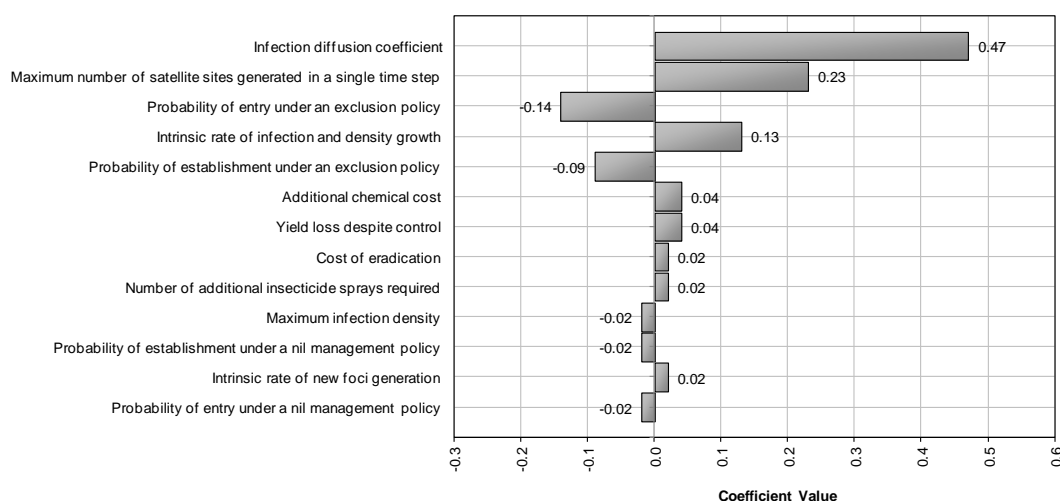 Infection diffusion coefficient 0.47
Maximum number of satellite sites generated in a single time step 0.23
Probability of entry under an exclusion policy -0.14
Intrinsic rate of infection and density growth 0.13
Probability of establishment under an exclusion policy -0.09
Additional chemical cost 0.04
Yield loss despite control 0.04
Cost of eradication 0.02
Number of additional insecticide sprays required 0.02
Maximum infection density -0.02
Probability of establishment under a nil management policy -0.02
Intrinsic rate of new foci generation 0.02
Probability of entry under a nil management policy -0.02
-0.3 -0.2 -0.1 0.0 0.1 0.2 0.3 0.4 0.5 0.6
Coefficient Value